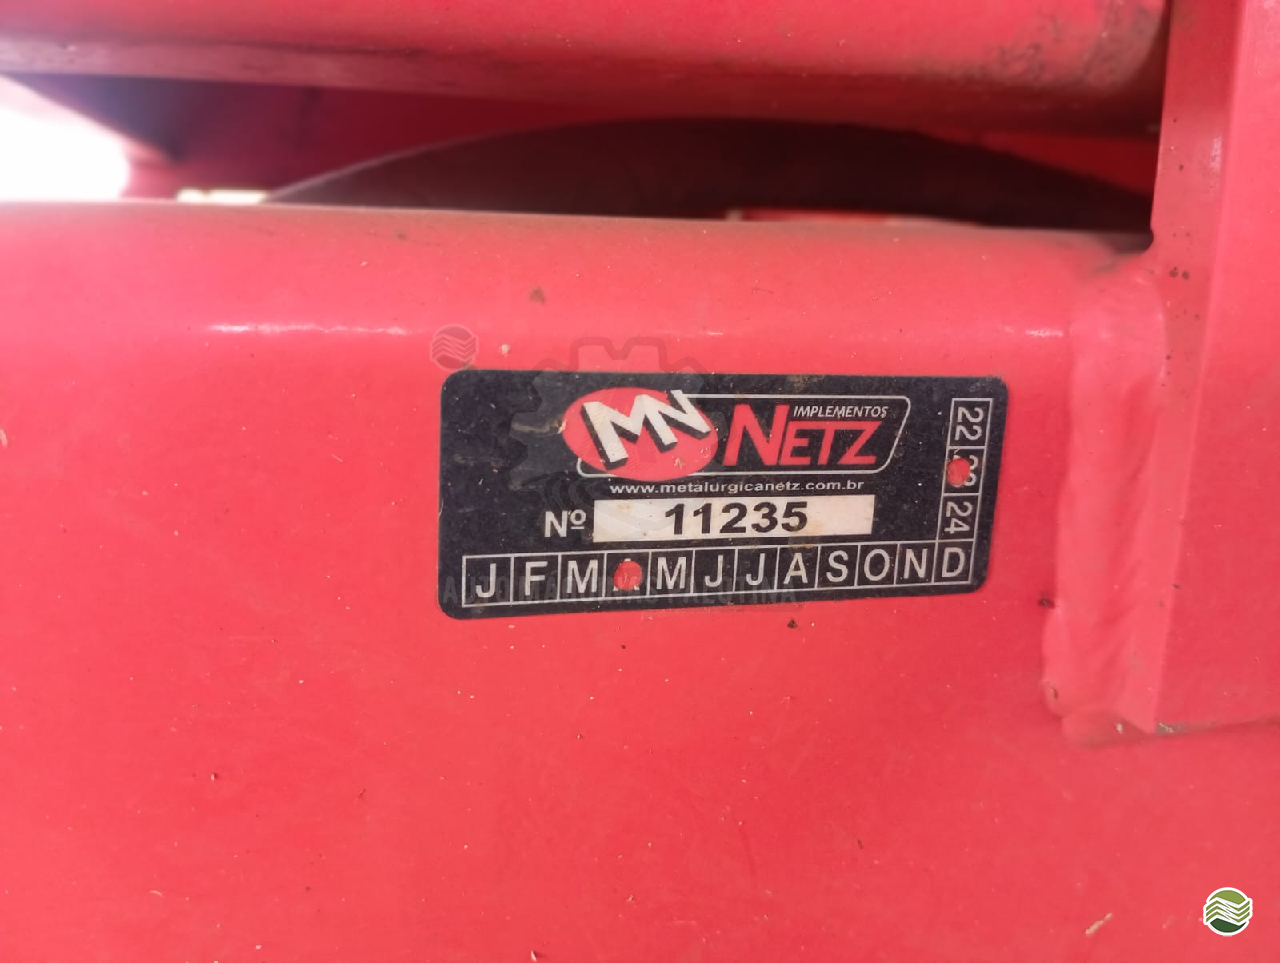 MN
IMPLEMENTOS
NETZ
www.metalurgicanetz.com.br
Nº 11235
22 24
J F M M J J A S O N D